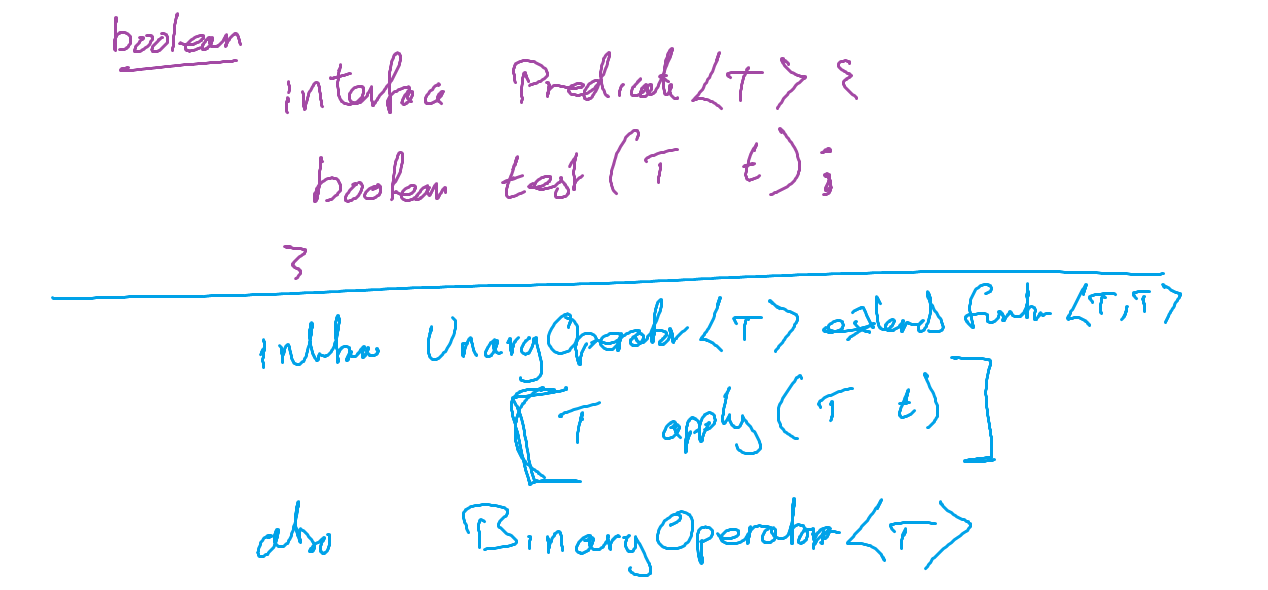 boolean
interface Predicate<T> {
boolean test(T t);
}
interface UnaryOperator<T> extends Function<T,T>
[T apply(T t)]
also BinaryOperator<T>